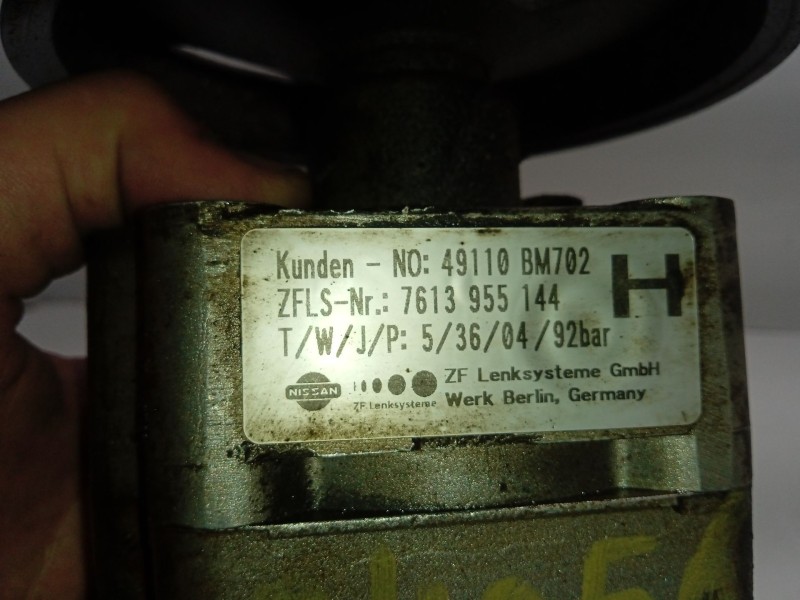 Kunden - NO: 49110 BM702
H
ZFLS-Nr.: 7613 955 144
T/W/J/P: 5/36/04/92bar
NISSAN
ZF Lenksysteme
ZF Lenksysteme GmbH
Werk Berlin, Germany